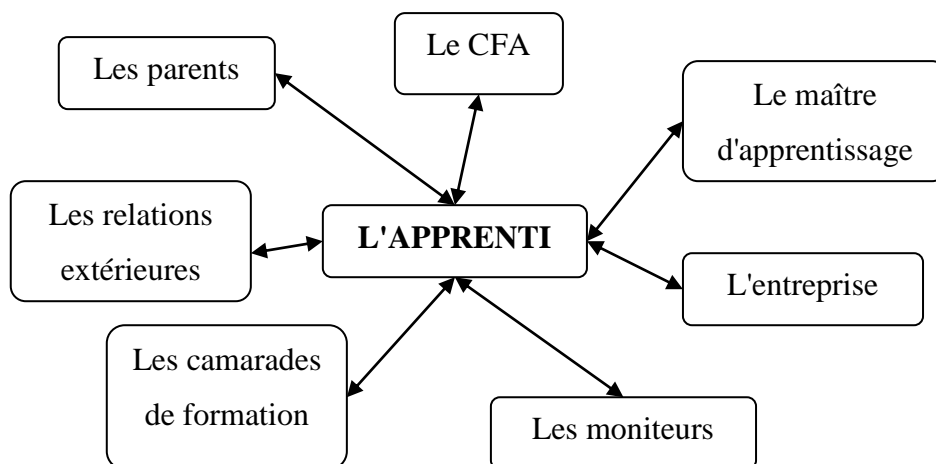 Le CFA
Les parents
Le maître
d'apprentissage
Les relations
extérieures
L'APPRENTI
L'entreprise
Les camarades
de formation
Les moniteurs